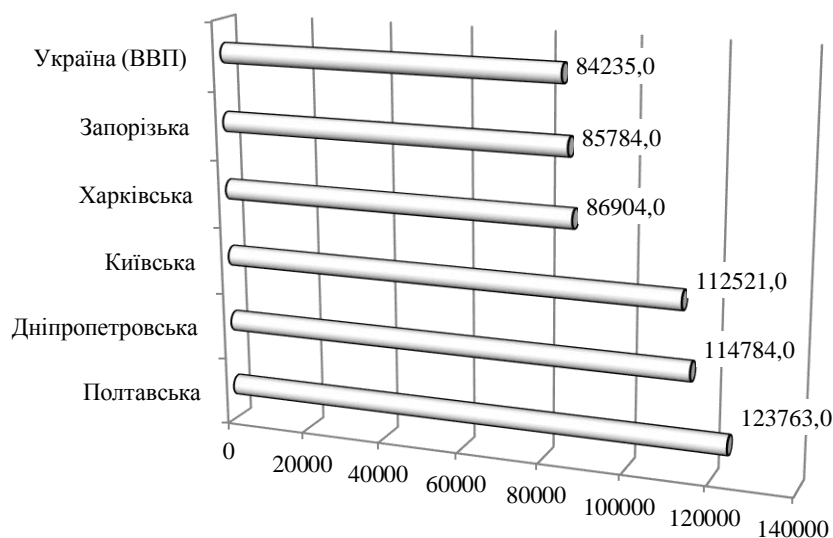 Україна (ВВП)
84235,0
Запорізька
85784,0
Харківська
86904,0
Київська
112521,0
Дніпропетровська
114784,0
Полтавська
123763,0
0
20000
40000
60000
80000
100000
120000
140000